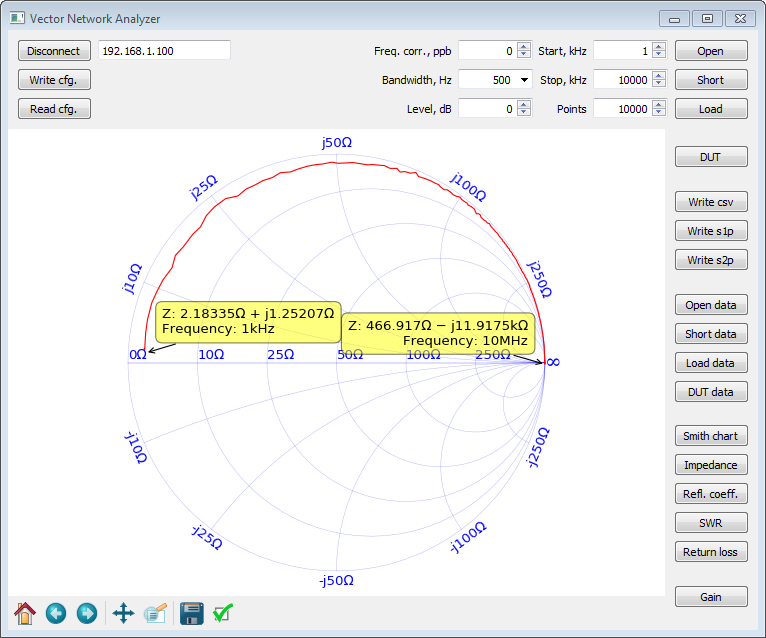 Vector Network Analyzer
Disconnect 192.168.1.100 Freq. corr., ppb 0 Start, kHz 1 Open
Write cfg. Bandwidth, Hz 500 Stop, kHz 10000 Short
Read cfg. Level, dB 0 Points 10000 Load
DUT
Write csv
Write s1p
Write s2p
Open data
Short data
Load data
DUT data
Smith chart
Impedance
Refl. coeff.
SWR
Return loss
Gain
j50Ω
j25Ω
j100Ω
j10Ω
j250Ω
Z: 2.18335Ω + j1.25207Ω
Frequency: 1kHz
Z: 466.917Ω − j11.9175kΩ
Frequency: 10MHz
0Ω 10Ω 25Ω 50Ω 100Ω 250Ω ∞
-j10Ω
-j250Ω
-j25Ω
-j100Ω
-j50Ω